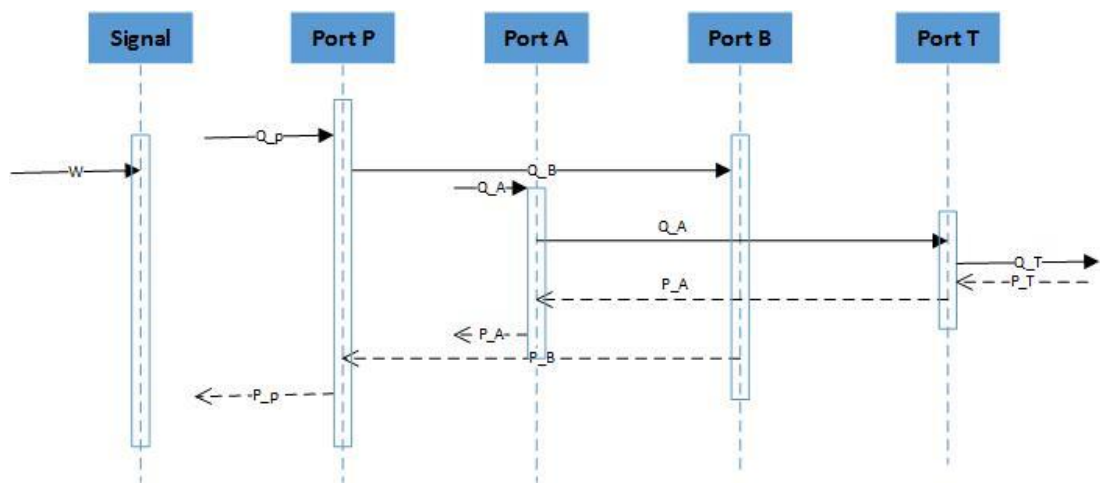 Signal
Port P
Port A
Port B
Port T
Q_p
W
Q_B
Q_A
Q_A
Q_T
P_T
P_A
P_A
P_B
P_p